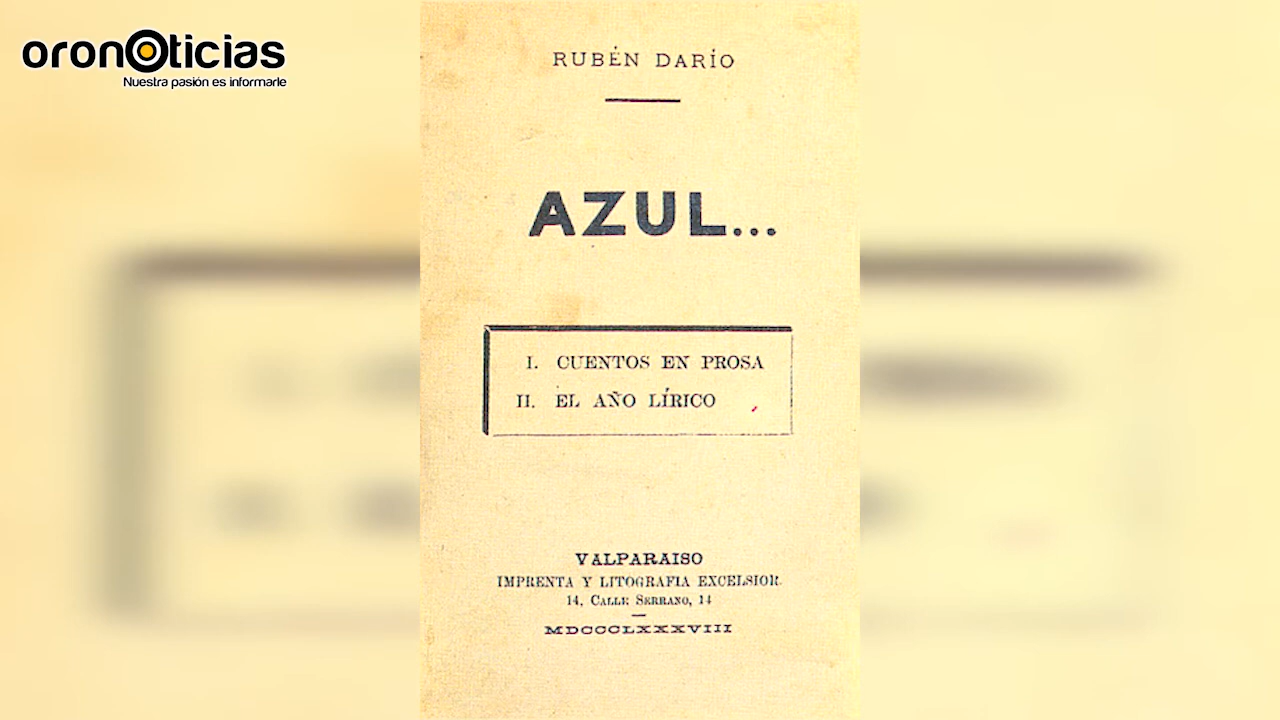 oronOticias
Nuestra pasión es informarle
RUBÉN DARÍO
AZUL...
I. CUENTOS EN PROSA
II. EL AÑO LÍRICO
VALPARAISO
IMPRENTA Y LITOGRAFIA EXCELSIOR
14, CALLE SERRANO, 14
MDCCCLXXXVIII